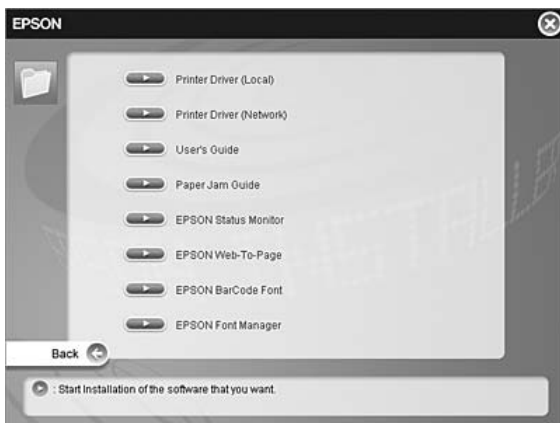 EPSON
Printer Driver (Local)
Printer Driver (Network)
User's Guide
Paper Jam Guide
EPSON Status Monitor
EPSON Web-To-Page
EPSON BarCode Font
EPSON Font Manager
Back
: Start Installation of the software that you want.